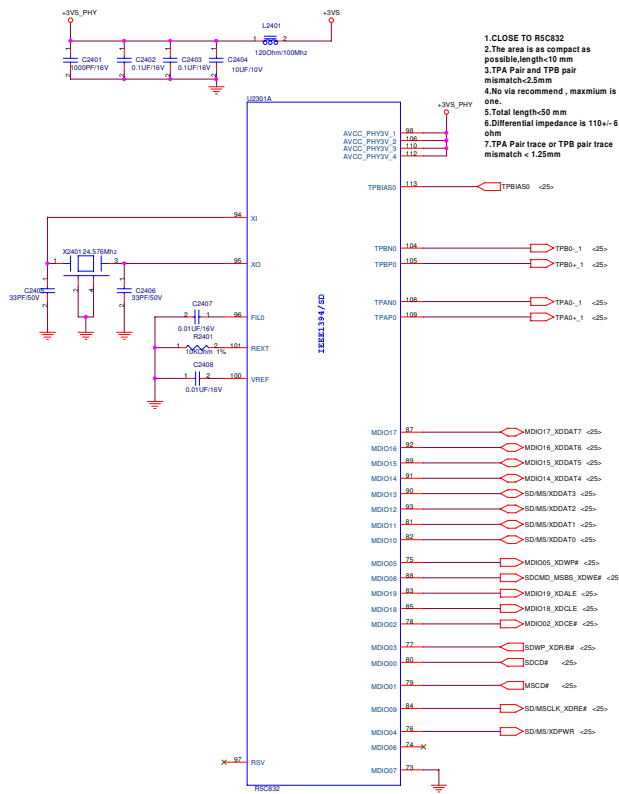 +3VS_PHY
+3VS
L2401
1 2
120Ohm/100Mhz
C2401
1000PF/16V
C2402
0.1UF/16V
C2403
0.1UF/16V
C2404
10UF/10V
1.CLOSE TO R5C832
2.The area is as compact as
possible,length<10 mm
3.TPA Pair and TPB pair
mismatch<2.5mm
4.No via recommend , maxmium is
one.
5.Total length<50 mm
6.Differential impedance is 110+/- 6
ohm
7.TPA Pair trace or TPB pair trace
mismatch < 1.25mm
U2301A
+3VS_PHY
AVCC_PHY3V_1 98
AVCC_PHY3V_2 106
AVCC_PHY3V_3 110
AVCC_PHY3V_4 112
TPBIAS0 113 TPBIAS0 <25>
94 XI
TPBN0 104 TPB0-_1 <25>
TPBP0 105 TPB0+_1 <25>
X2401 24.576Mhz
1 3
2 4
95 XO
C2405
33PF/50V
C2406
33PF/50V
TPAN0 108 TPA0-_1 <25>
TPAP0 109 TPA0+_1 <25>
C2407
1 2
0.01UF/16V
96 FIL0
R2401
1 2
10KOhm 1%
101 REXT
C2408
1 2
0.01UF/16V
100 VREF
IEEE1394/SD
MDIO17 87 MDIO17_XDDAT7 <25>
MDIO16 92 MDIO16_XDDAT6 <25>
MDIO15 89 MDIO15_XDDAT5 <25>
MDIO14 91 MDIO14_XDDAT4 <25>
MDIO13 90 SD/MS/XDDAT3 <25>
MDIO12 93 SD/MS/XDDAT2 <25>
MDIO11 81 SD/MS/XDDAT1 <25>
MDIO10 82 SD/MS/XDDAT0 <25>
MDIO05 75 MDIO05_XDWP# <25>
MDIO08 88 SDCMD_MSBS_XDWE# <25
MDIO19 83 MDIO19_XDALE <25>
MDIO18 85 MDIO18_XDCLE <25>
MDIO02 78 MDIO02_XDCE# <25>
MDIO03 77 SDWP_XDR/B# <25>
MDIO00 80 SDCD# <25>
MDIO01 79 MSCD# <25>
MDIO09 84 SD/MSCLK_XDRE# <25>
MDIO04 76 SD/MS/XDPWR <25>
MDIO06 74
97 RSV
MDIO07 73
R5C832